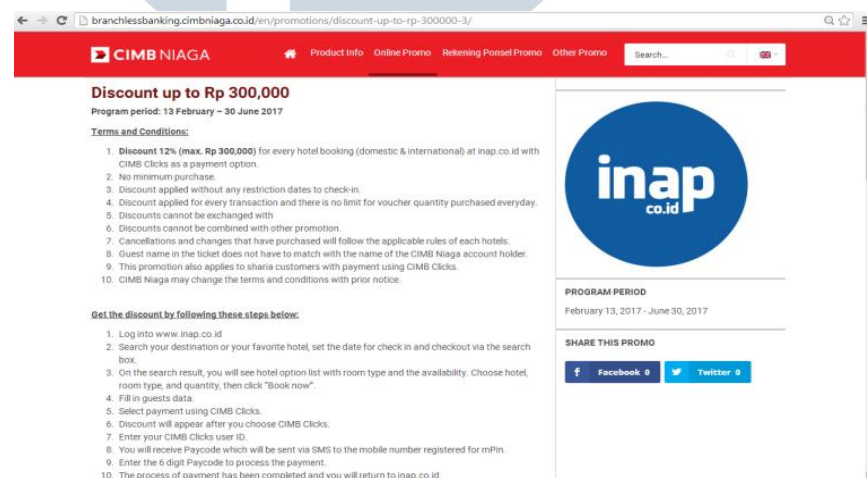 branchlessbanking.cimbniaga.co.id/en/promotions/discount-up-to-rp-300000-3/
CIMB NIAGA
Product Info Online Promo Rekening Ponsel Promo Other Promo Search...
Discount up to Rp 300,000
Program period: 13 February – 30 June 2017
Terms and Conditions:
1. Discount 12% (max. Rp 300,000) for every hotel booking (domestic & international) at inap.co.id with
CIMB Clicks as a payment option.
2. No minimum purchase.
3. Discount applied without any restriction dates to check-in.
4. Discount applied for every transaction and there is no limit for voucher quantity purchased everyday.
5. Discounts cannot be exchanged with
6. Discounts cannot be combined with other promotion.
7. Cancellations and changes that have purchased will follow the applicable rules of each hotels.
8. Guest name in the ticket does not have to match with the name of the CIMB Niaga account holder.
9. This promotion also applies to sharia customers with payment using CIMB Clicks.
10. CIMB Niaga may change the terms and conditions with prior notice.
Get the discount by following these steps below:
1. Log into www.inap.co.id
2. Search your destination or your favorite hotel, set the date for check in and checkout via the search
box.
3. On the search result, you will see hotel option list with room type and the availability. Choose hotel,
room type, and quantity, then click "Book now".
4. Fill in guests data.
5. Select payment using CIMB Clicks.
6. Discount will appear after you choose CIMB Clicks.
7. Enter your CIMB Clicks user ID.
8. You will receive Paycode which will be sent via SMS to the mobile number registered for mPin.
9. Enter the 6 digit Paycode to process the payment.
10. The process of payment has been completed and you will return to inap.co.id.
inap
co.id
PROGRAM PERIOD
February 13, 2017 - June 30, 2017
SHARE THIS PROMO
f Facebook 0 Twitter 0